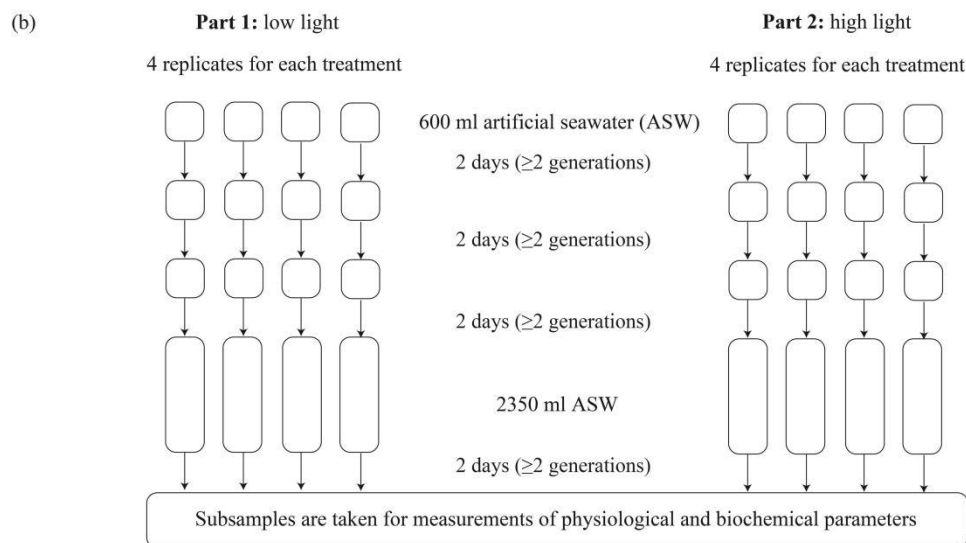 (b)
Part 1: low light
Part 2: high light
4 replicates for each treatment
4 replicates for each treatment
600 ml artificial seawater (ASW)
2 days (≥2 generations)
2 days (≥2 generations)
2 days (≥2 generations)
2350 ml ASW
2 days (≥2 generations)
Subsamples are taken for measurements of physiological and biochemical parameters